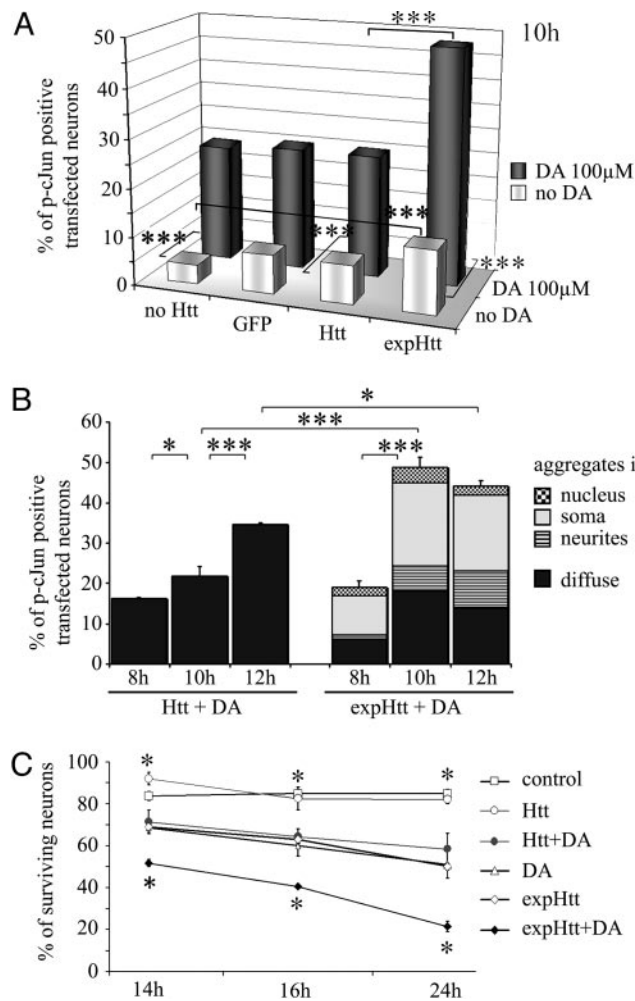 A
10h
% of p-cJun positive
transfected neurons
50
40
30
20
10
0
***
***
***
***
***
DA 100µM
no DA
DA 100µM
no DA
no Htt
GFP
Htt
expHtt
B
% of p-cJun positive
transfected neurons
60
50
40
30
20
10
0
*
***
*
***
***
aggregates i
nucleus
soma
neurites
diffuse
8h 10h 12h
8h 10h 12h
Htt + DA
expHtt + DA
C
% of surviving neurons
100
80
60
40
20
0
* * *
* * *
control
Htt
Htt+DA
DA
expHtt
expHtt+DA
14h 16h 24h